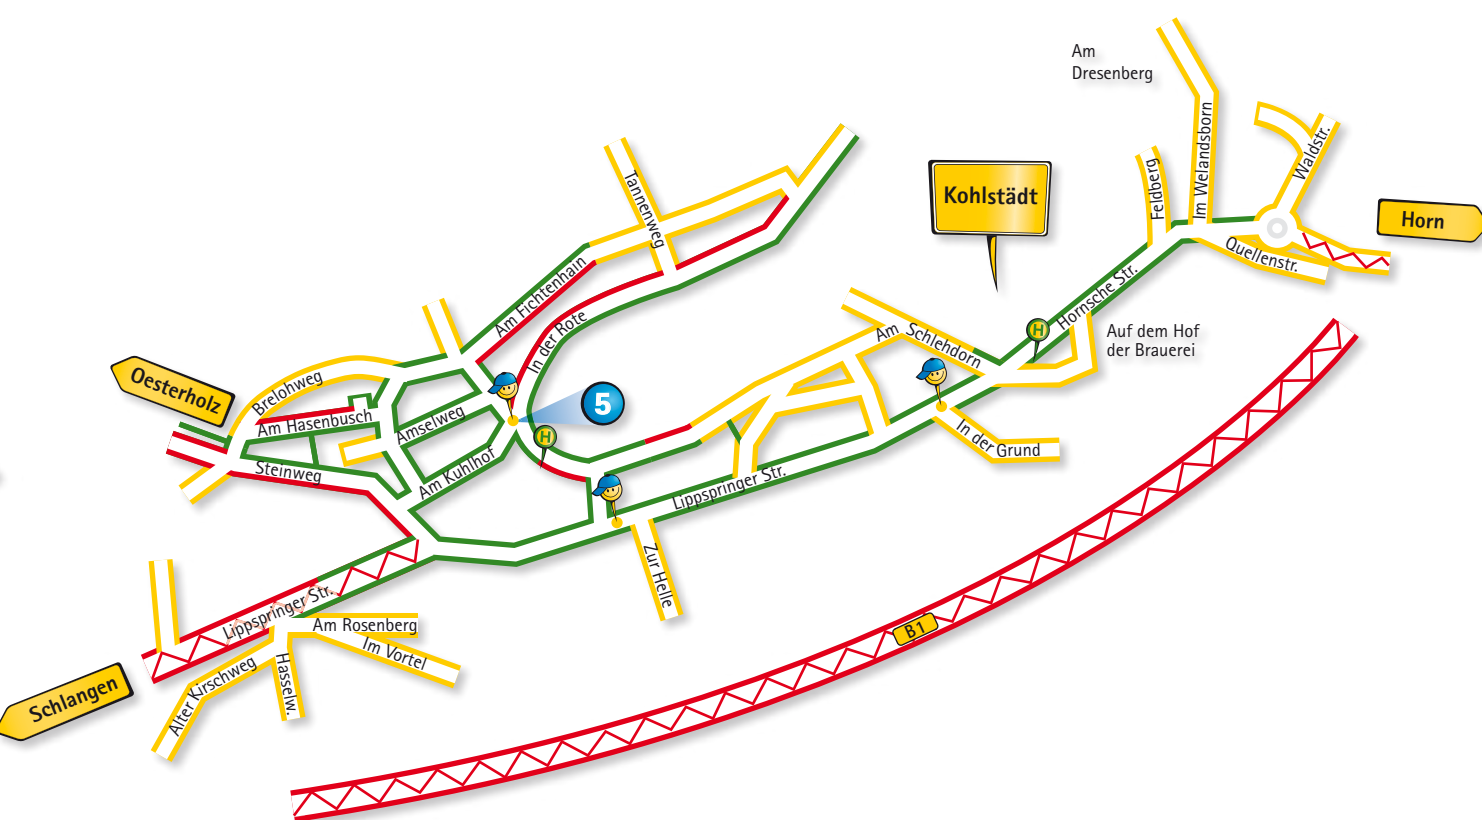 Am
Dresenberg
Im Welandsborn
Waldstr.
Feldberg
Kohlstädt
Horn
Tannenweg
Quellenstr.
Hornsche Str.
Am Fichtenhain
In der Rote
H
Auf dem Hof
der Brauerei
Am Schlehdorn
Oesterholz
Brelohweg
5
Am Hasenbusch
Amselweg
H
In der Grund
Steinweg
Am Kuhlhof
Lippspringer Str.
Zur Helle
Lippspringer Str.
Am Rosenberg
Im Vortel
B1
Alter Kirschweg
Hasselw.
Schlangen